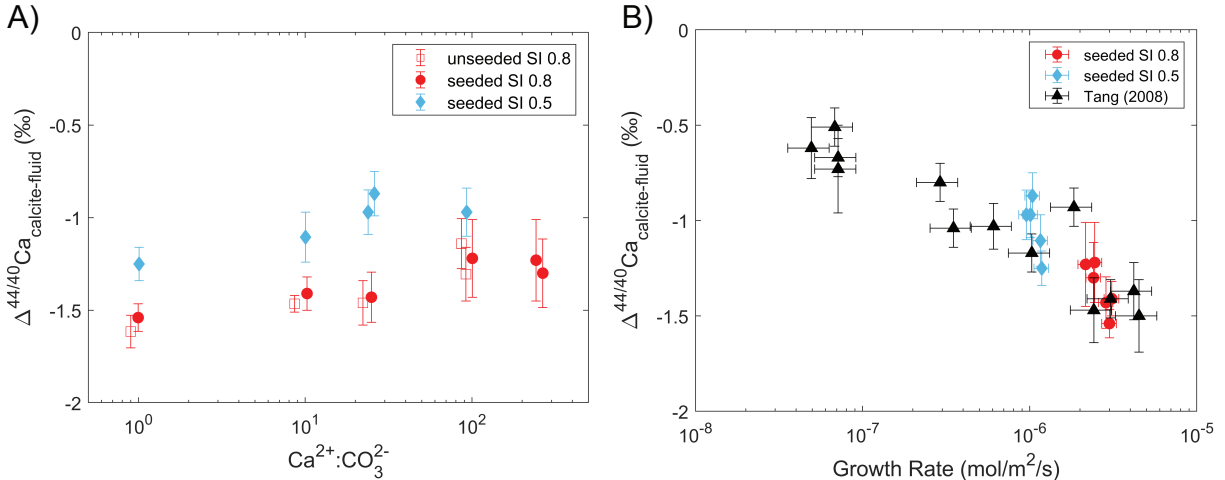 A)
0
-0.5
-1
-1.5
-2
Δ44/40Cacalcite-fluid (‰)
unseeded SI 0.8
seeded SI 0.8
seeded SI 0.5
10^0
10^1
10^2
Ca2+:CO3^2-
B)
0
-0.5
-1
-1.5
-2
Δ44/40Cacalcite-fluid (‰)
seeded SI 0.8
seeded SI 0.5
Tang (2008)
10^-8
10^-7
10^-6
10^-5
Growth Rate (mol/m²/s)